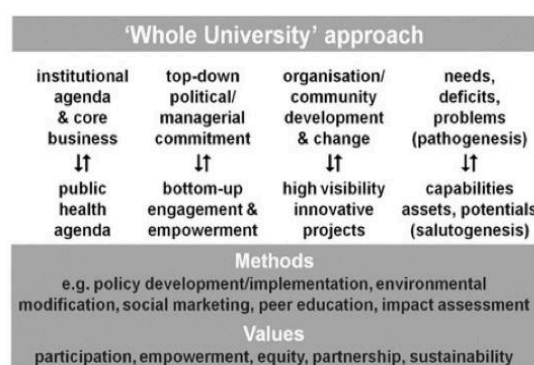 ‘Whole University’ approach
institutional
agenda
& core
business
↓↑
public
health
agenda
top-down
political/
managerial
commitment
↓↑
bottom-up
engagement &
empowerment
organisation/
community
development
& change
↓↑
high visibility
innovative
projects
needs,
deficits,
problems
(pathogenesis)
↓↑
capabilities
assets, potentials
(salutogenesis)
Methods
e.g. policy development/implementation, environmental
modification, social marketing, peer education, impact assessment
Values
participation, empowerment, equity, partnership, sustainability